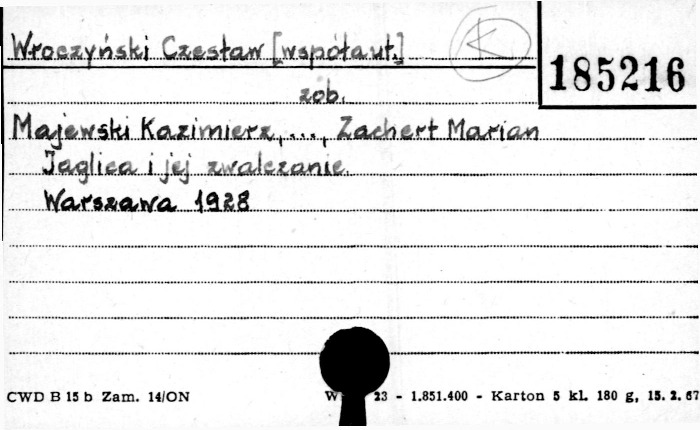 Wroczyński Czesław [współaut.]
K
185216
zob.
Majewski Kazimierz, ..., Zachert Marian
Jaglica i jej zwalczanie.
Warszawa 1928
CWD B 15 b Zam. 14/ON
23 - 1.851.400 - Karton 5 kl. 180 g, 15. 2. 67